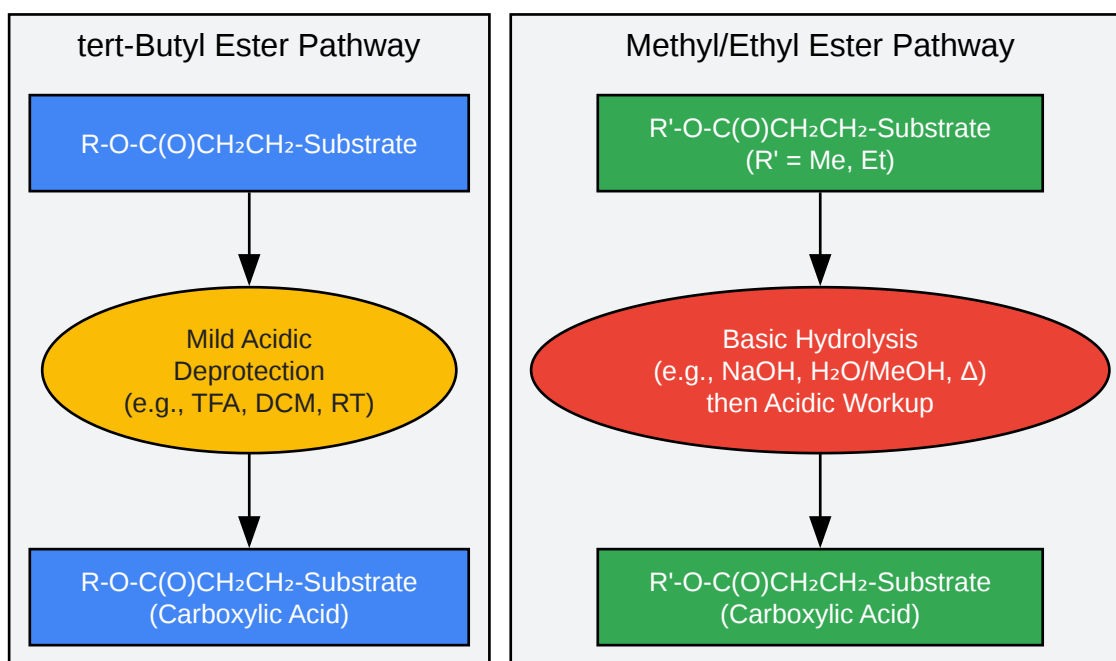 tert-Butyl Ester Pathway
R-O-C(O)CH₂CH₂-Substrate
Mild Acidic
Deprotection
(e.g., TFA, DCM, RT)
R-O-C(O)CH₂CH₂-Substrate
(Carboxylic Acid)
Methyl/Ethyl Ester Pathway
R'-O-C(O)CH₂CH₂-Substrate
(R' = Me, Et)
Basic Hydrolysis
(e.g., NaOH, H₂O/MeOH, Δ)
then Acidic Workup
R'-O-C(O)CH₂CH₂-Substrate
(Carboxylic Acid)